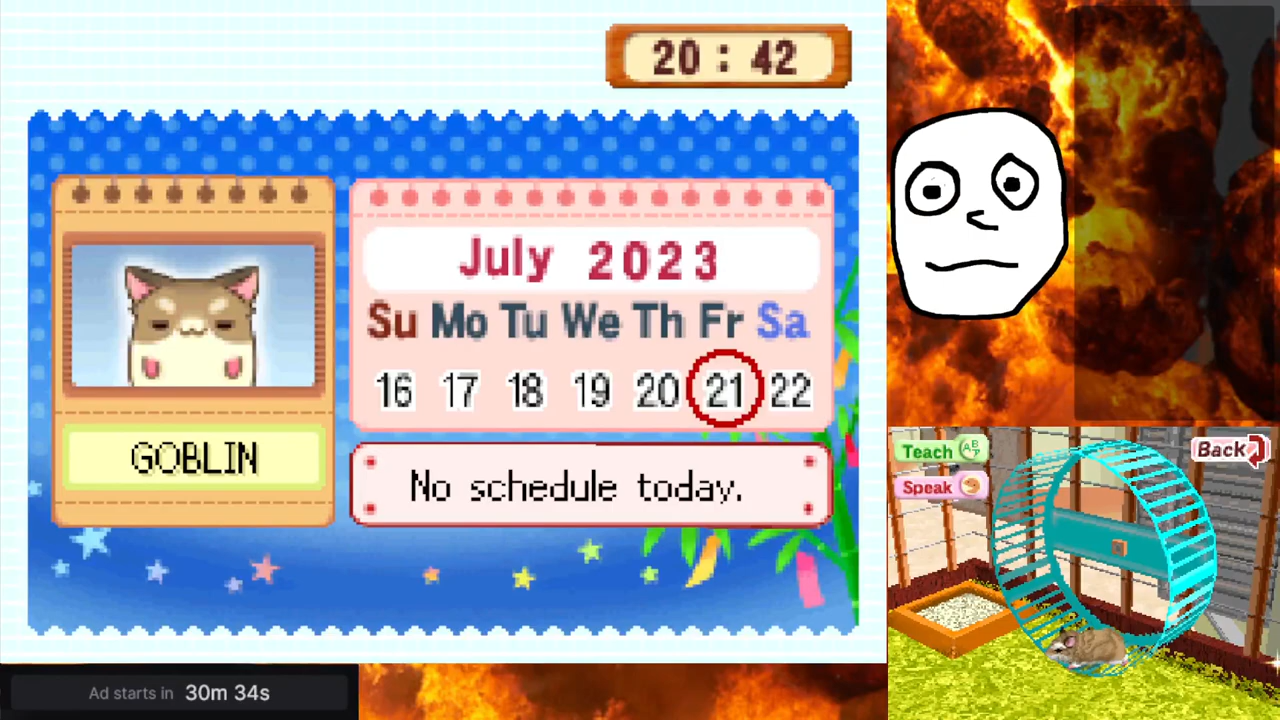 20 : 42
July 2023
Su Mo Tu We Th Fr Sa
16 17 18 19 20 21 22
GOBLIN
No schedule today.
Teach
Speak
Back
Ad starts in 30m 34s